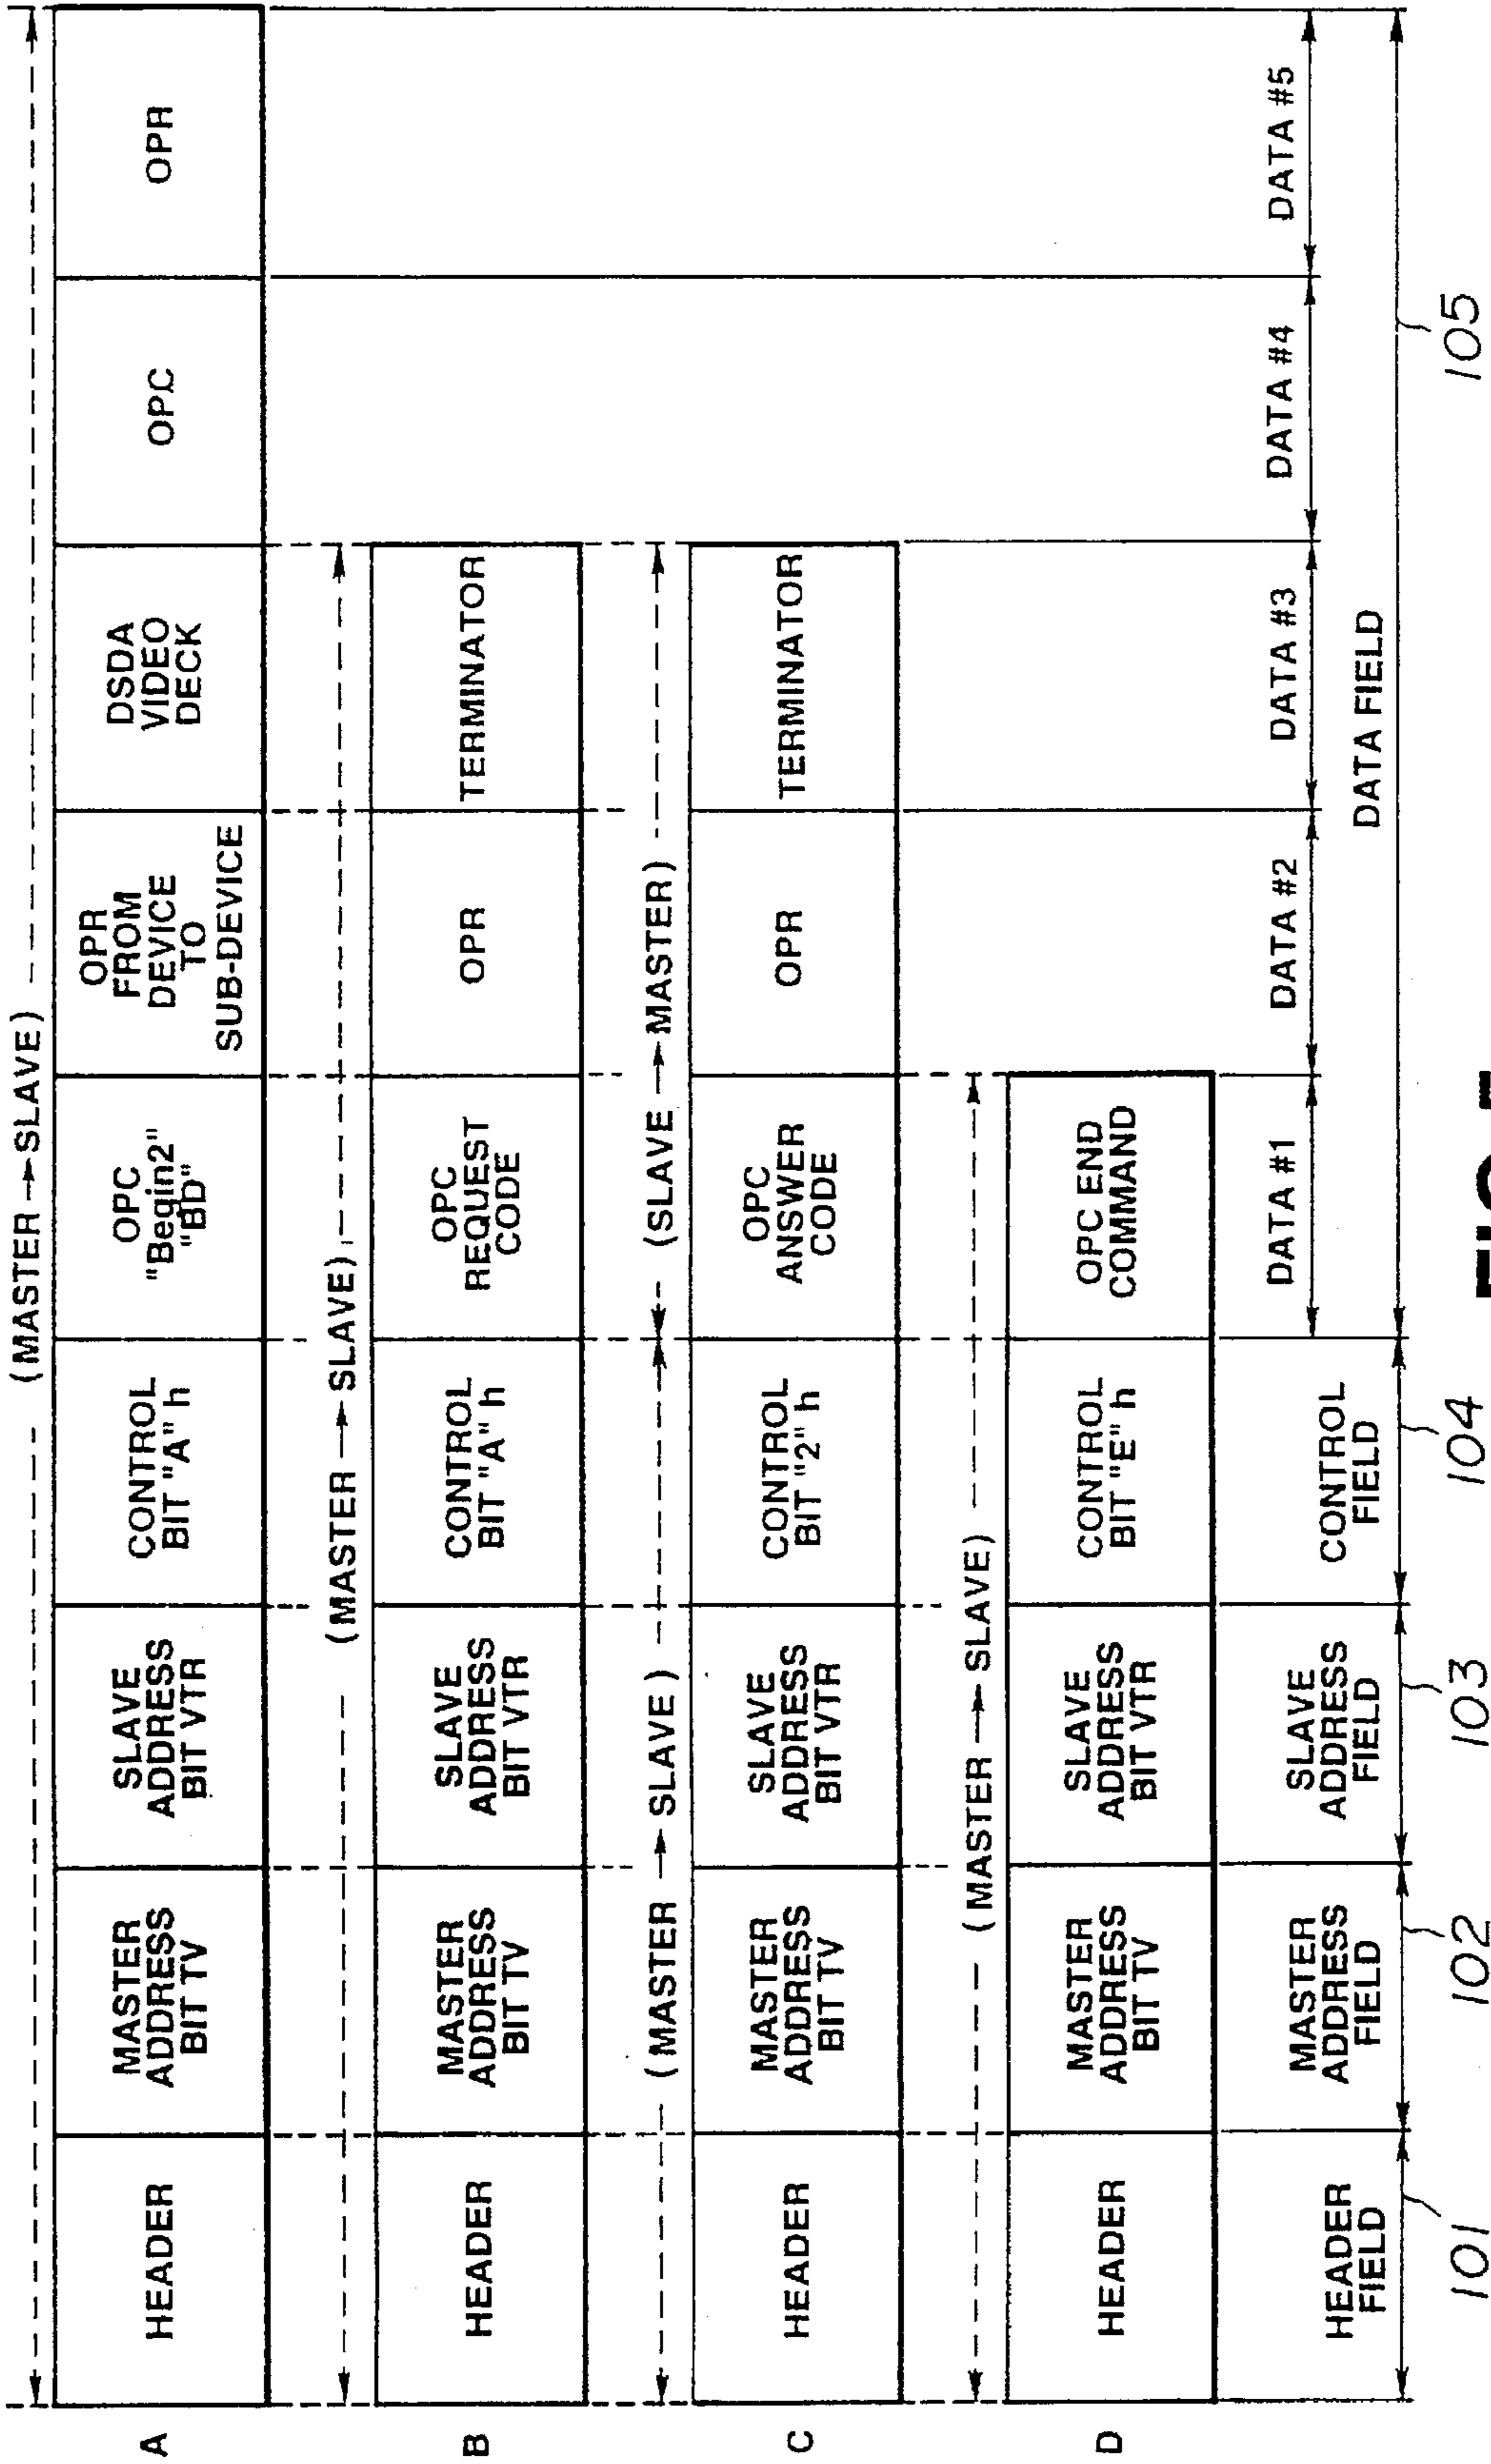 (MASTER → SLAVE)
A
HEADER
MASTER
ADDRESS
BIT TV
SLAVE
ADDRESS
BIT VTR
CONTROL
BIT "A" h
OPC
"Begin2"
"BD"
OPR
FROM
DEVICE
TO
SUB-DEVICE
DSDA
VIDEO
DECK
OPC
OPR
(MASTER → SLAVE)
B
HEADER
MASTER
ADDRESS
BIT TV
SLAVE
ADDRESS
BIT VTR
CONTROL
BIT "A" h
OPC
REQUEST
CODE
OPR
TERMINATOR
(MASTER → SLAVE)
(SLAVE → MASTER)
C
HEADER
MASTER
ADDRESS
BIT TV
SLAVE
ADDRESS
BIT VTR
CONTROL
BIT "2" h
OPC
ANSWER
CODE
OPR
TERMINATOR
(MASTER → SLAVE)
D
HEADER
MASTER
ADDRESS
BIT TV
SLAVE
ADDRESS
BIT VTR
CONTROL
BIT "E" h
OPC END
COMMAND
HEADER
FIELD
MASTER
ADDRESS
FIELD
SLAVE
ADDRESS
FIELD
CONTROL
FIELD
DATA #1
DATA #2
DATA #3
DATA #4
DATA #5
DATA FIELD
101
102
103
104
105